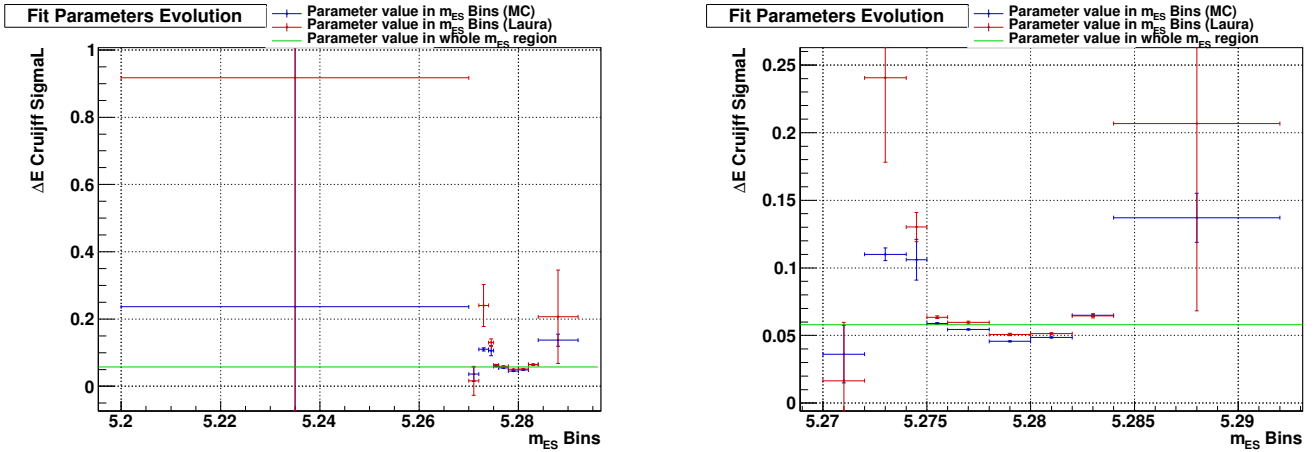 Fit Parameters Evolution
Parameter value in mES Bins (MC)
Parameter value in mES Bins (Laura)
Parameter value in whole mES region
ΔE Cruijff SigmaL
1
0.8
0.6
0.4
0.2
0
5.2 5.22 5.24 5.26 5.28
mES Bins
Fit Parameters Evolution
Parameter value in mES Bins (MC)
Parameter value in mES Bins (Laura)
Parameter value in whole mES region
ΔE Cruijff SigmaL
0.25
0.2
0.15
0.1
0.05
0
5.27 5.275 5.28 5.285 5.29
mES Bins